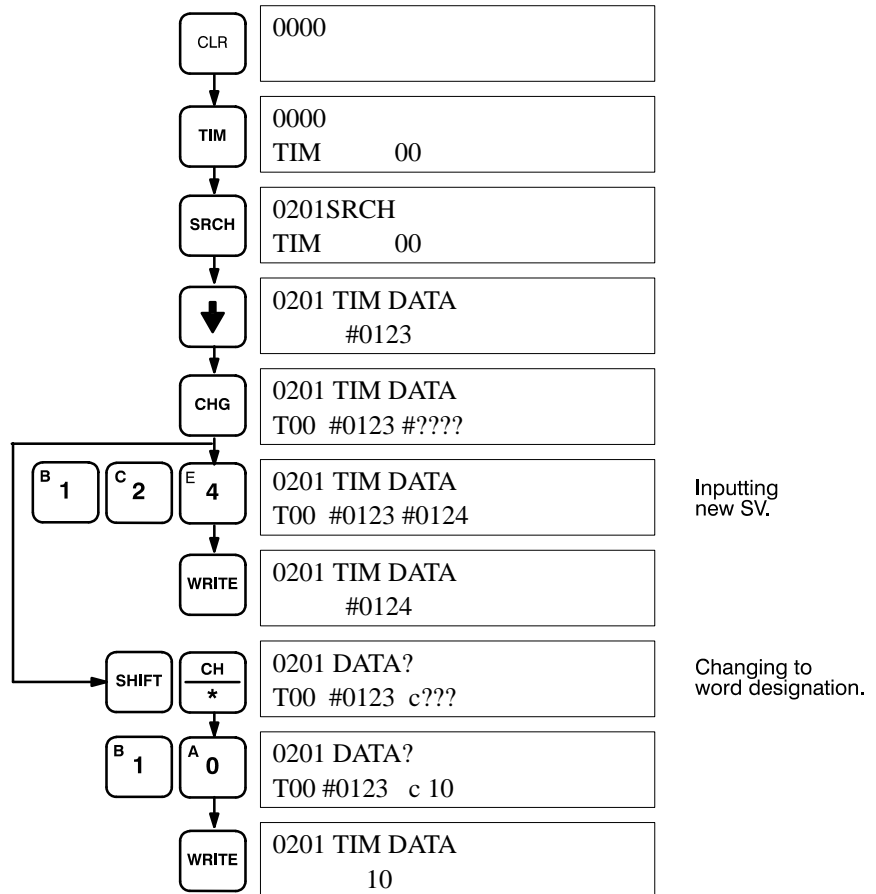 CLR
0000
TIM
0000
TIM 00
SRCH
0201SRCH
TIM 00
0201 TIM DATA
#0123
CHG
0201 TIM DATA
T00 #0123 #????
B 1
C 2
E 4
0201 TIM DATA
T00 #0123 #0124
Inputting
new SV.
WRITE
0201 TIM DATA
#0124
SHIFT
CH
*
0201 DATA?
T00 #0123 c???
Changing to
word designation.
B 1
A 0
0201 DATA?
T00 #0123 c 10
WRITE
0201 TIM DATA
10